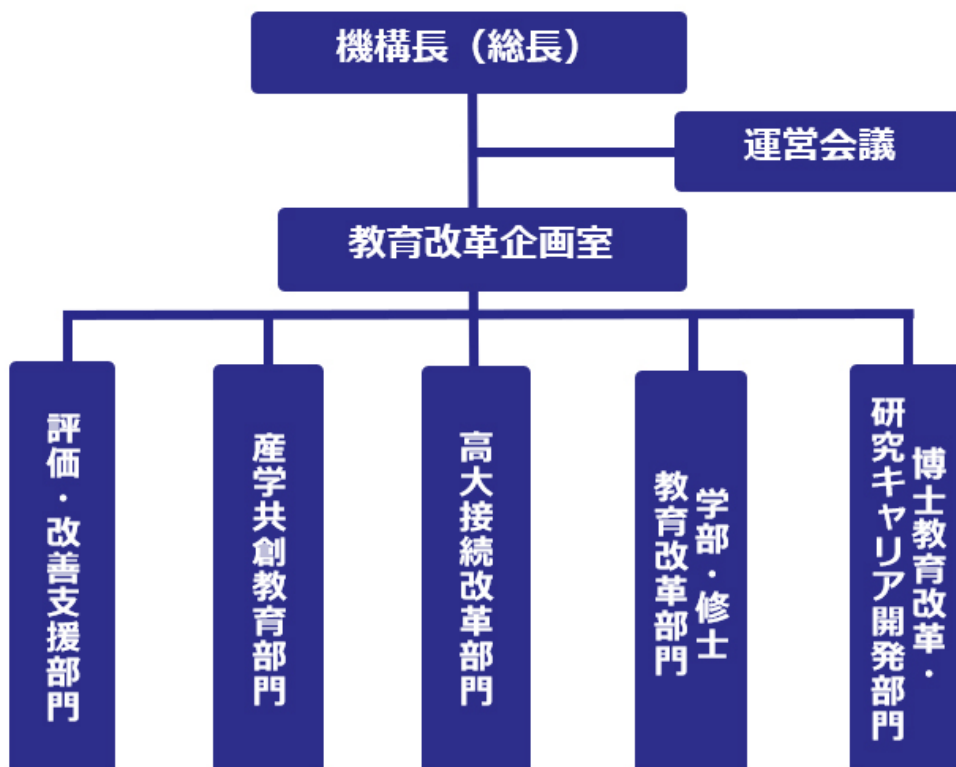 機構長（総長）
運営会議
教育改革企画室
評価・改善支援部門
産学共創教育部門
高大接続改革部門
学部・修士
教育改革部門
博士教育改革・
研究キャリア開発部門